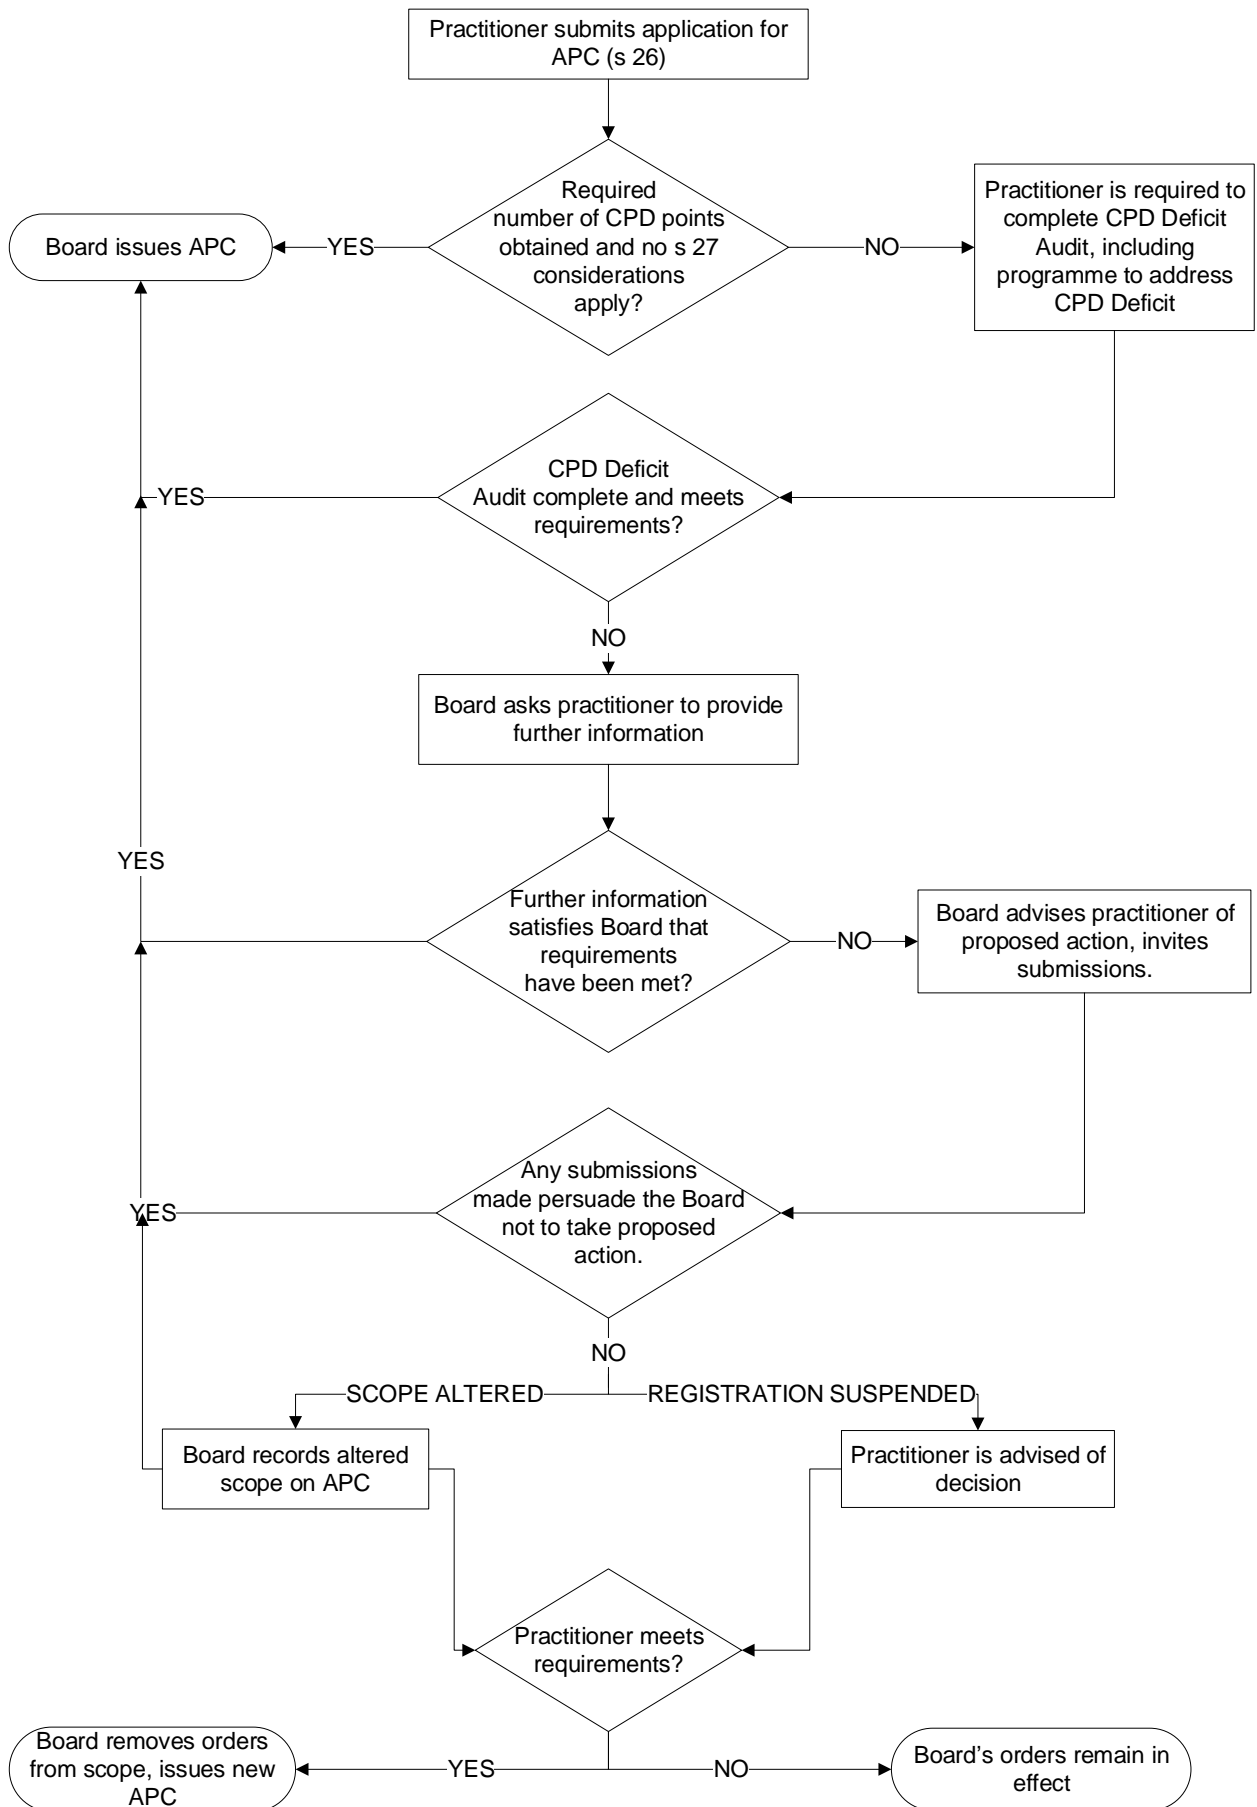 Practitioner submits application for
APC (s 26)
Required
number of CPD points
obtained and no s 27
considerations
apply?
YES
Board issues APC
NO
Practitioner is required to
complete CPD Deficit
Audit, including
programme to address
CPD Deficit
CPD Deficit
Audit complete and meets
requirements?
YES
NO
Board asks practitioner to provide
further information
Further information
satisfies Board that
requirements
have been met?
YES
NO
Board advises practitioner of
proposed action, invites
submissions.
Any submissions
made persuade the Board
not to take proposed
action.
YES
NO
SCOPE ALTERED
REGISTRATION SUSPENDED
Board records altered
scope on APC
Practitioner is advised of
decision
Practitioner meets
requirements?
YES
NO
Board removes orders
from scope, issues new
APC
Board's orders remain in
effect